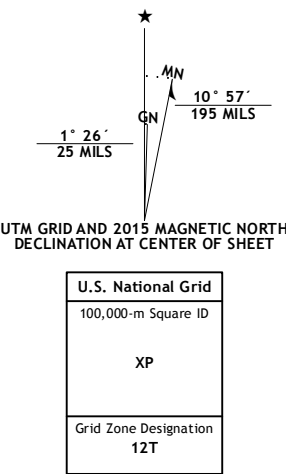 ★
MN
GN
10° 57´
195 MILS
1° 26´
25 MILS
UTM GRID AND 2015 MAGNETIC NORTH
DECLINATION AT CENTER OF SHEET
U.S. National Grid
100,000-m Square ID
XP
Grid Zone Designation
12T